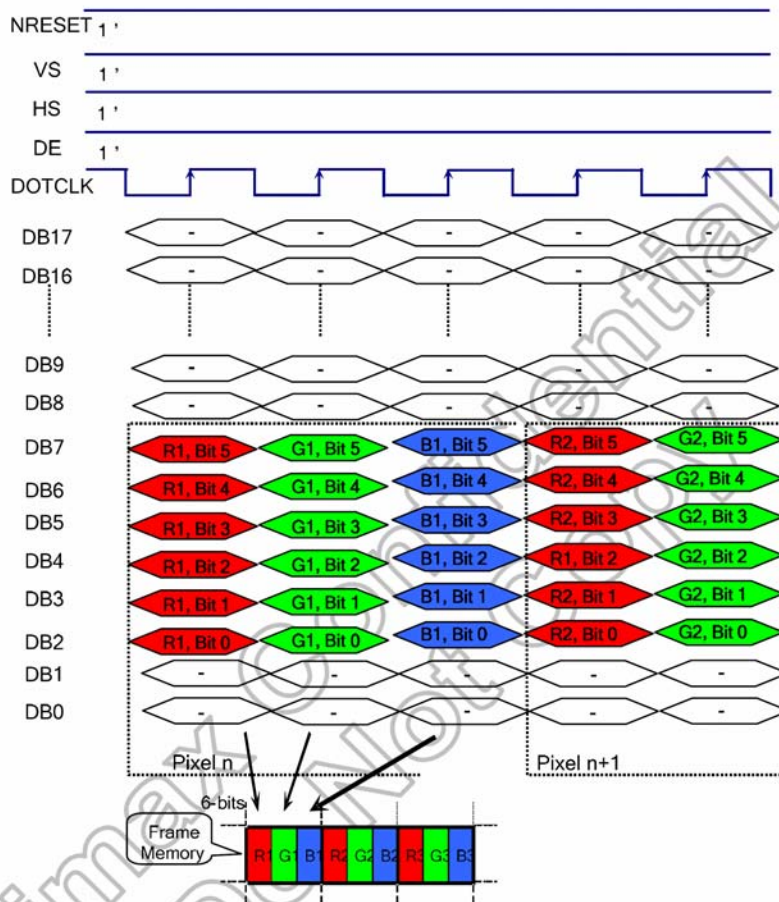 NRESET 1 '
VS 1 '
HS 1 '
DE 1 '
DOTCLK
DB17 - - - - -
DB16 - - - - -
DB9 - - - - -
DB8 - - - - -
DB7 R1, Bit 5 G1, Bit 5 B1, Bit 5 R2, Bit 5 G2, Bit 5
DB6 R1, Bit 4 G1, Bit 4 B1, Bit 4 R2, Bit 4 G2, Bit 4
DB5 R1, Bit 3 G1, Bit 3 B1, Bit 3 R2, Bit 3 G2, Bit 3
DB4 R1, Bit 2 G1, Bit 2 B1, Bit 2 R1, Bit 2 G2, Bit 2
DB3 R1, Bit 1 G1, Bit 1 B1, Bit 1 R2, Bit 1 G2, Bit 1
DB2 R1, Bit 0 G1, Bit 0 B1, Bit 0 R2, Bit 0 G2, Bit 0
DB1 - - - - -
DB0 - - - - -
Pixel n Pixel n+1
6-bits
Frame
Memory
R1 G1 B1 R2 G2 B2 R3 G3 B3
Confidential
Not Copy